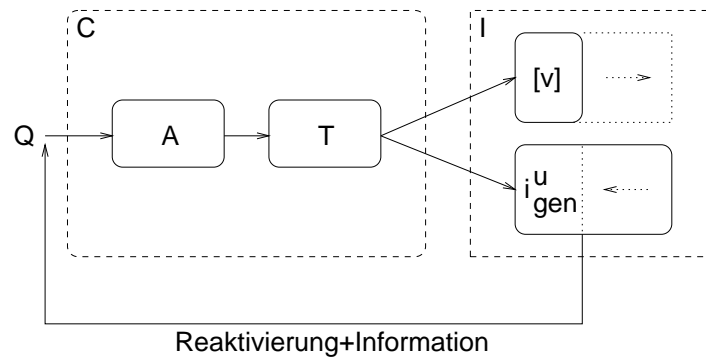 C
I
[v]
Q
A
T
i u gen
Reaktivierung+Information